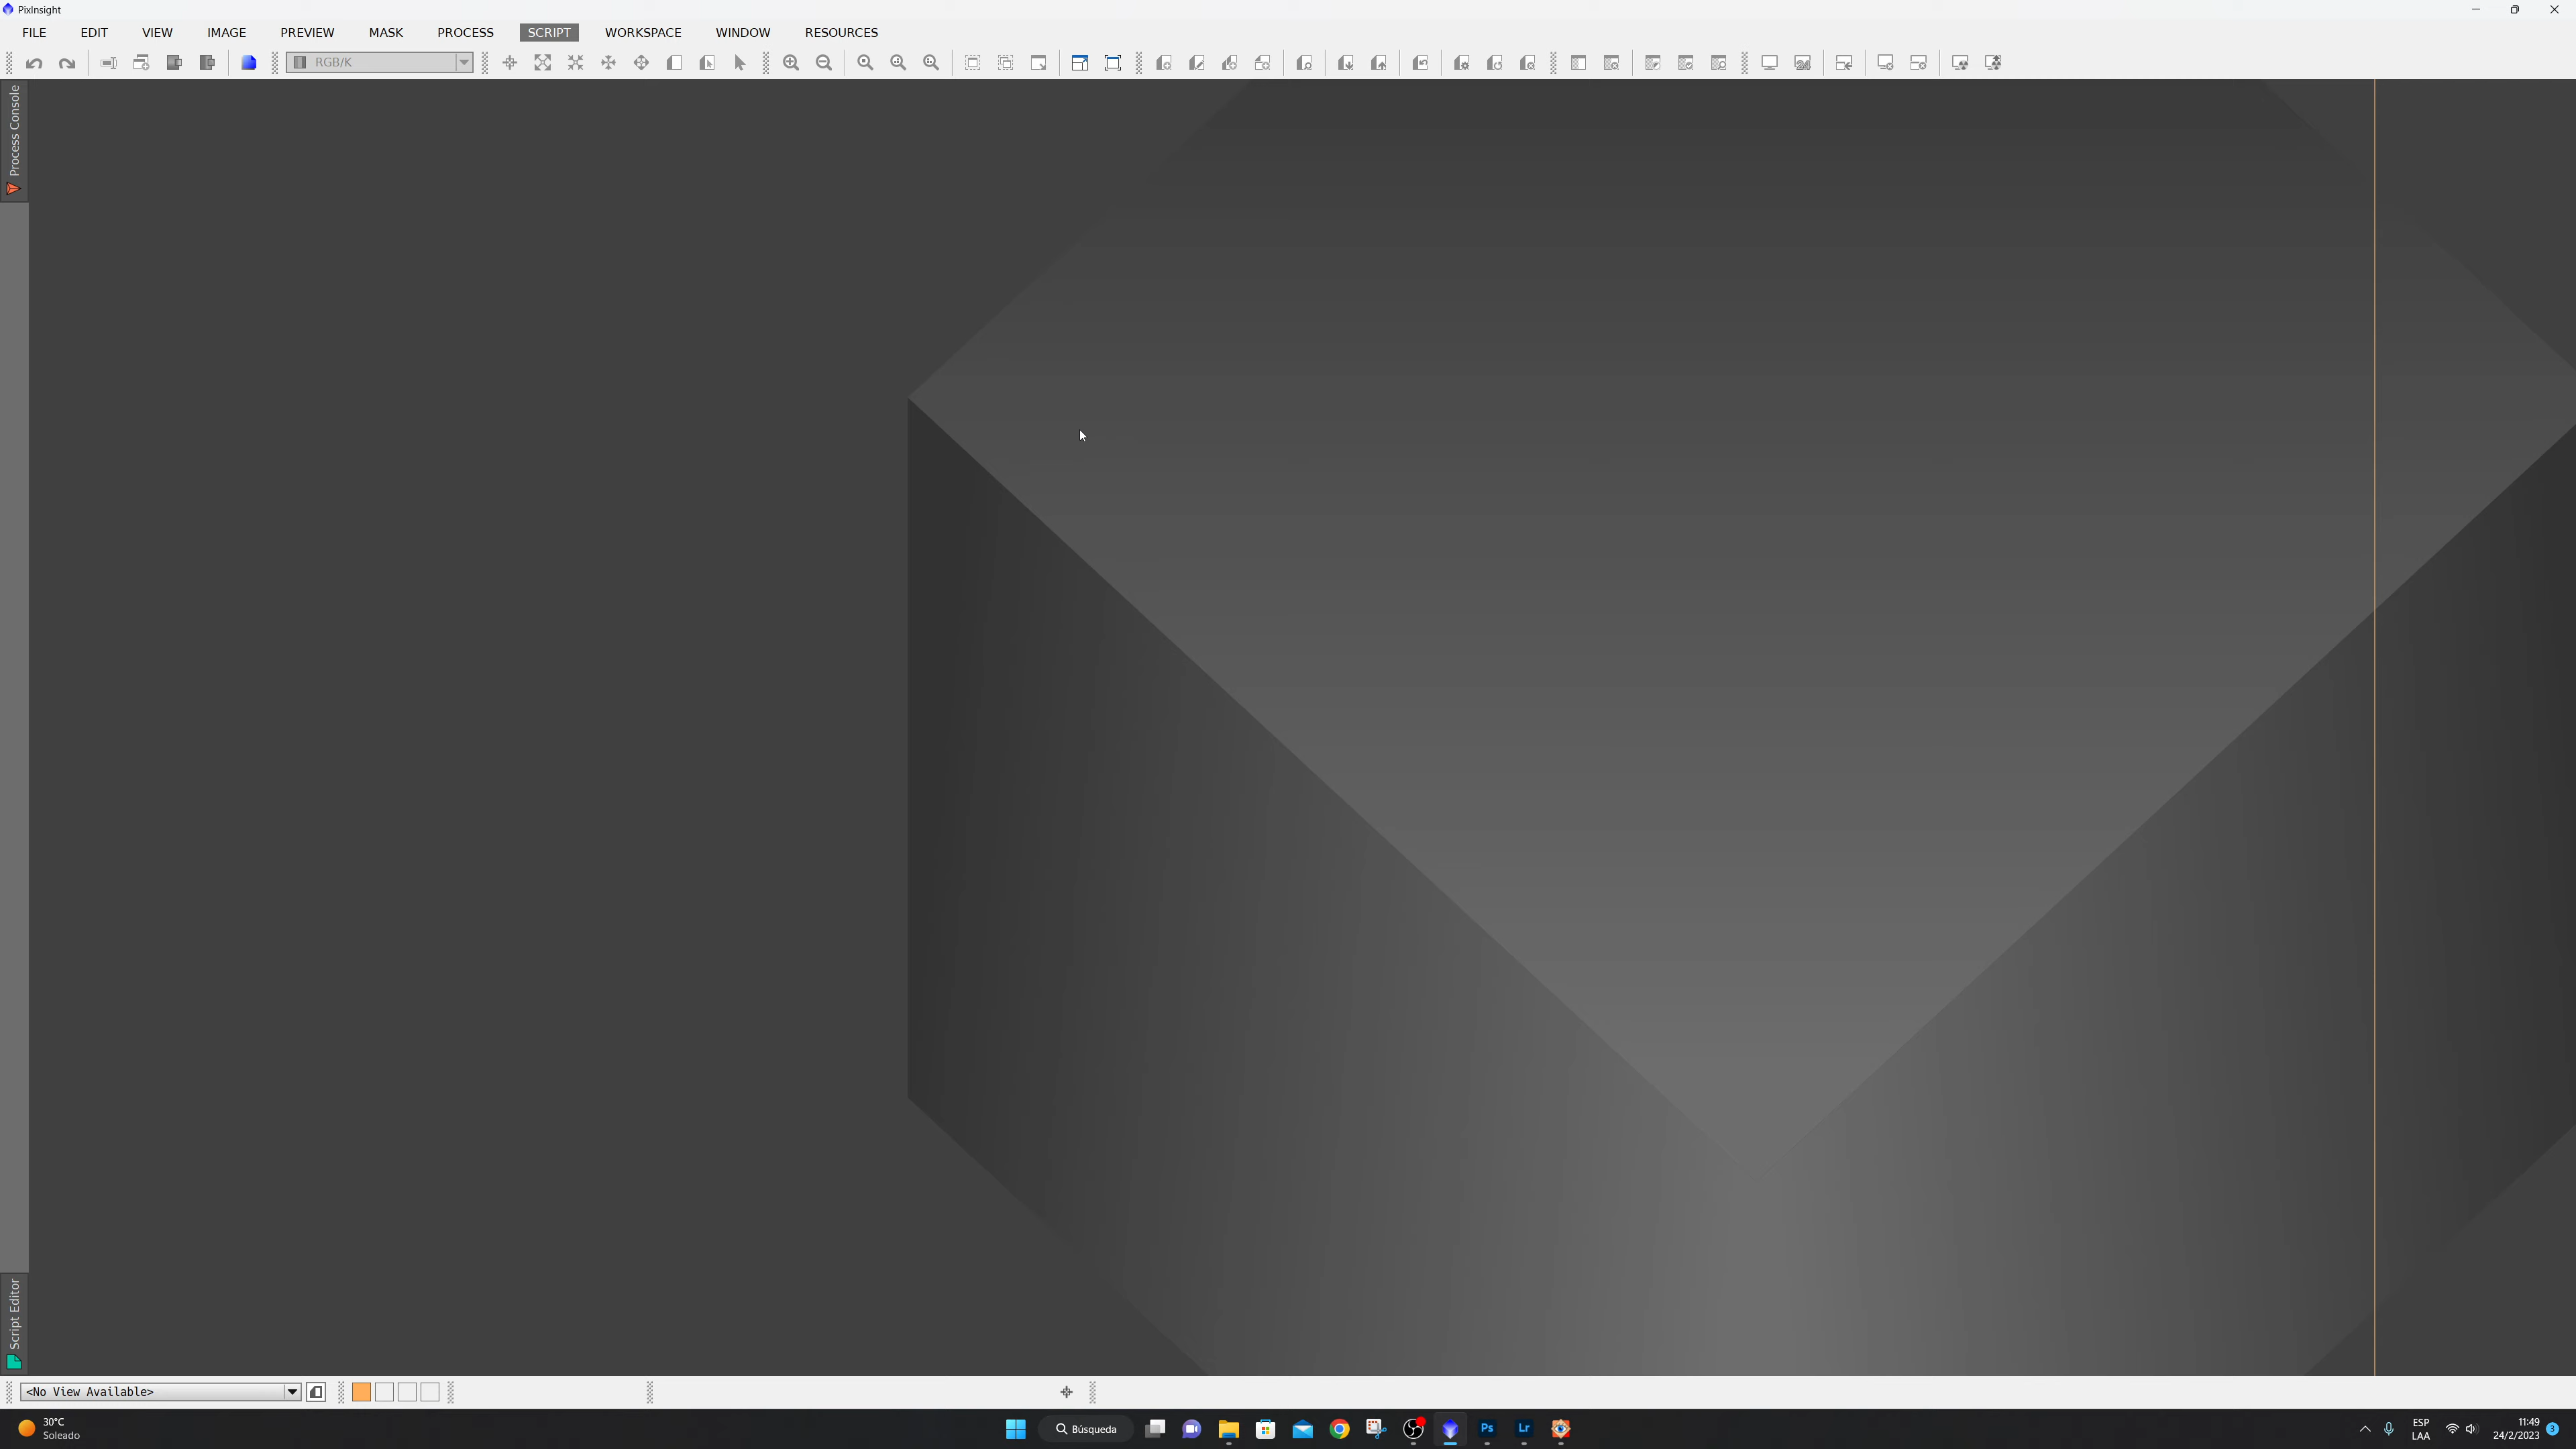 PixInsight
FILE EDIT VIEW IMAGE PREVIEW MASK PROCESS SCRIPT WORKSPACE WINDOW RESOURCES
RGB/K
Process Console
Script Editor
<No View Available>
30°C
Soleado
Búsqueda
Ps
Lr
ESP
LAA
11:49
24/2/2023
3